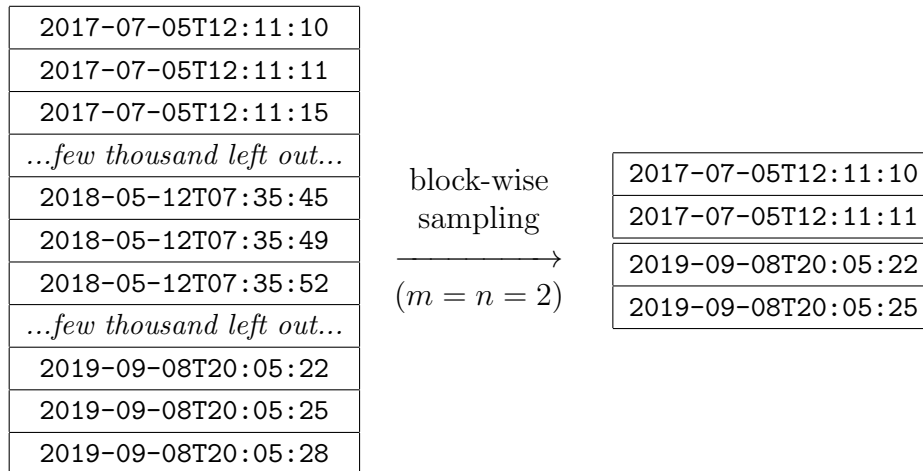 2017-07-05T12:11:10
2017-07-05T12:11:11
2017-07-05T12:11:15
...few thousand left out...
2018-05-12T07:35:45
2018-05-12T07:35:49
2018-05-12T07:35:52
...few thousand left out...
2019-09-08T20:05:22
2019-09-08T20:05:25
2019-09-08T20:05:28
block-wise
sampling
(m = n = 2)
2017-07-05T12:11:10
2017-07-05T12:11:11
2019-09-08T20:05:22
2019-09-08T20:05:25